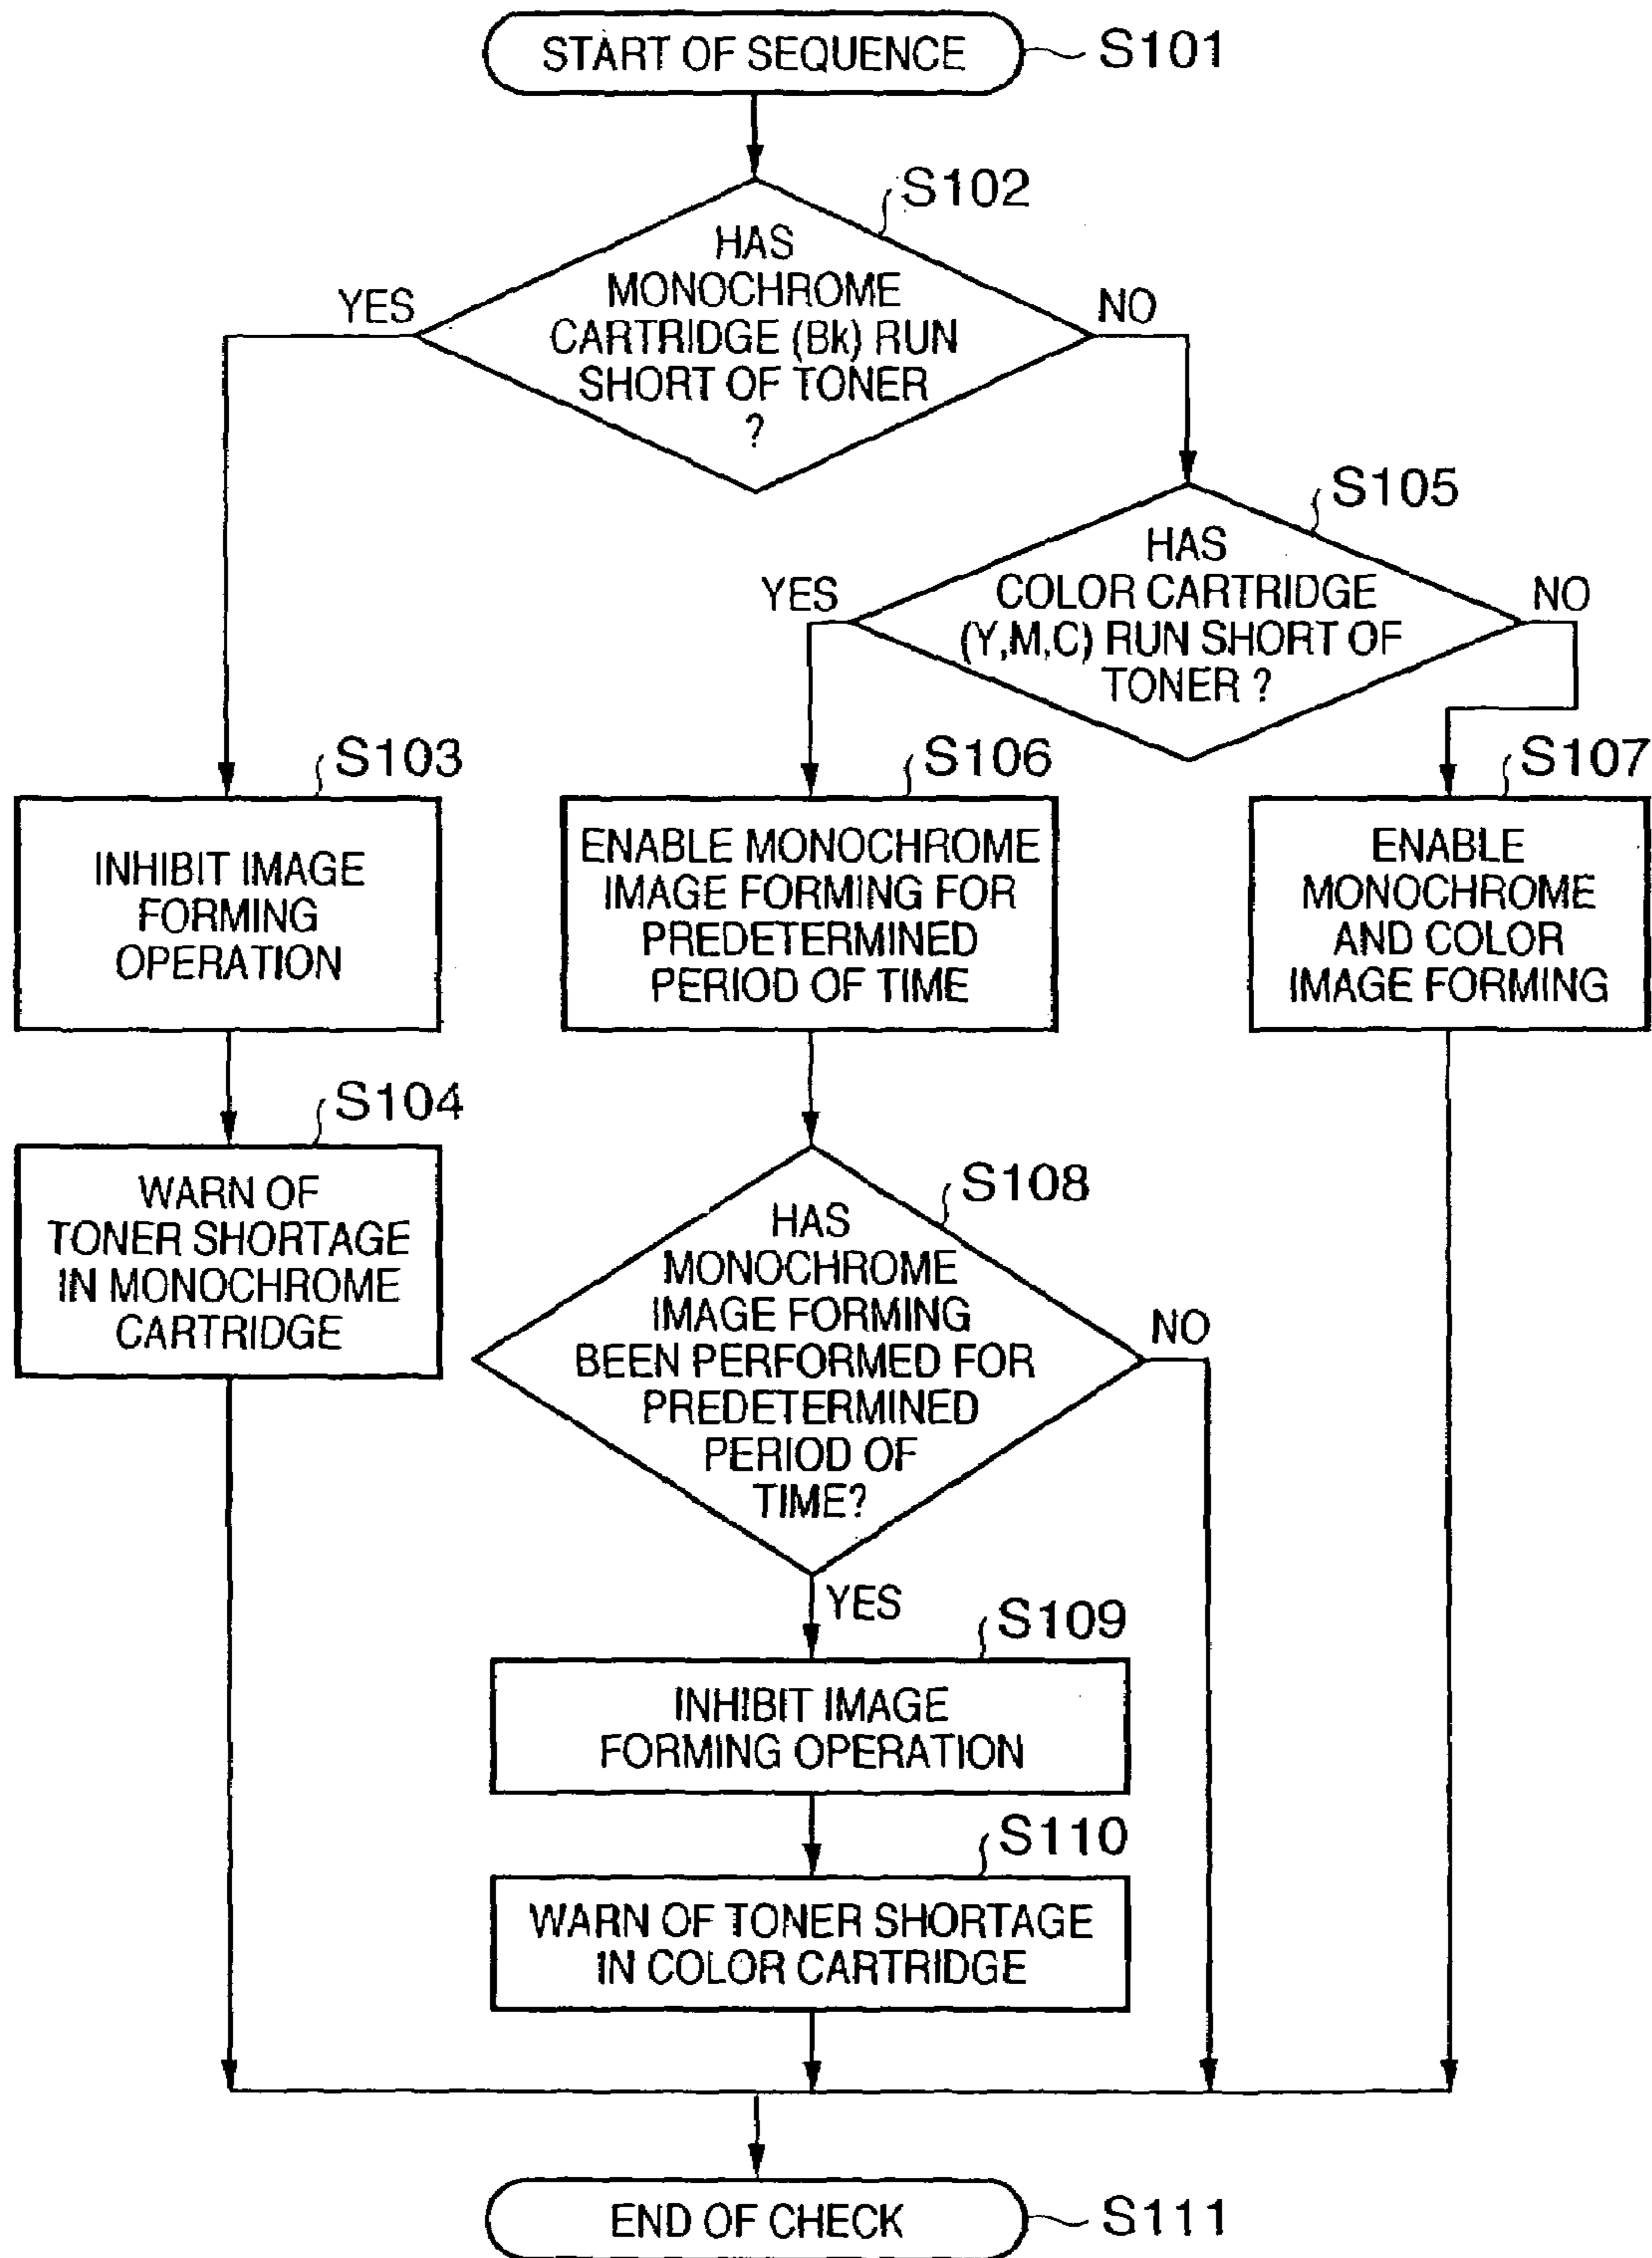 START OF SEQUENCE
S101
S102
HAS
MONOCHROME
CARTRIDGE (Bk) RUN
SHORT OF TONER
?
YES
NO
S105
HAS
COLOR CARTRIDGE
(Y,M,C) RUN SHORT OF
TONER ?
YES
NO
S103
INHIBIT IMAGE
FORMING
OPERATION
S106
ENABLE MONOCHROME
IMAGE FORMING FOR
PREDETERMINED
PERIOD OF TIME
S107
ENABLE
MONOCHROME
AND COLOR
IMAGE FORMING
S104
WARN OF
TONER SHORTAGE
IN MONOCHROME
CARTRIDGE
S108
HAS
MONOCHROME
IMAGE FORMING
BEEN PERFORMED FOR
PREDETERMINED
PERIOD OF
TIME?
NO
YES
S109
INHIBIT IMAGE
FORMING OPERATION
S110
WARN OF TONER SHORTAGE
IN COLOR CARTRIDGE
END OF CHECK
S111